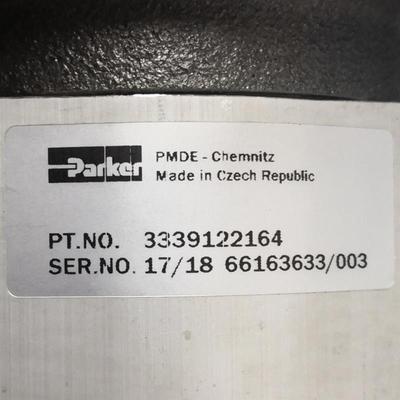 Parker
PMDE - Chemnitz
Made in Czech Republic
PT.NO. 3339122164
SER.NO. 17/18 66163633/003